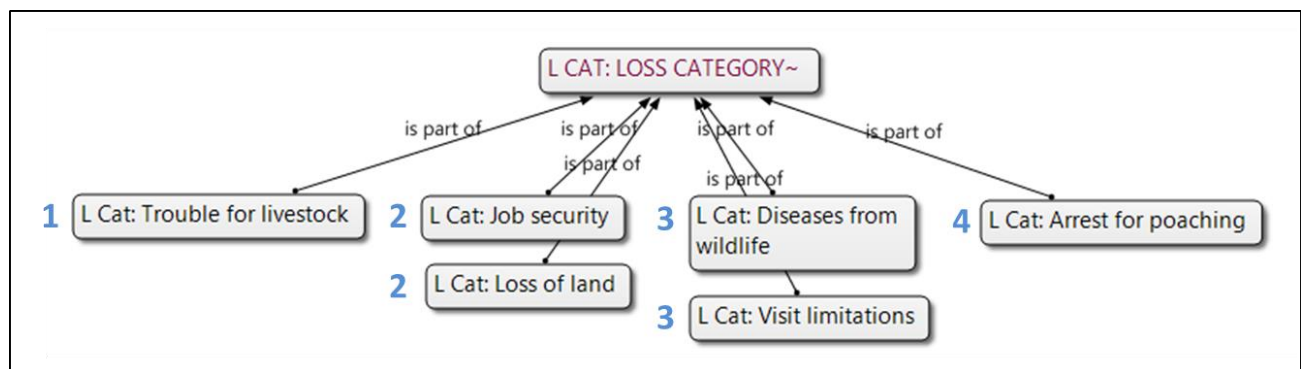 L CAT: LOSS CATEGORY~
is part of
is part of
is part of
is part of
is part of
is part of
1 L Cat: Trouble for livestock
2 L Cat: Job security
3 L Cat: Diseases from
wildlife
4 L Cat: Arrest for poaching
2 L Cat: Loss of land
3 L Cat: Visit limitations